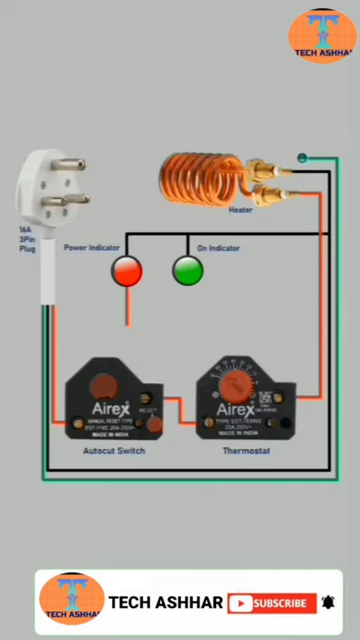 TECH ASHHAR
16A
3Pin
Plug
Heater
Power Indicator
On Indicator
Airex
MANUAL RESET TYPE
MADE IN INDIA
Airex
MADE IN INDIA
Autocut Switch
Thermostat
TECH ASHHAR
TECH ASHHAR
SUBSCRIBE